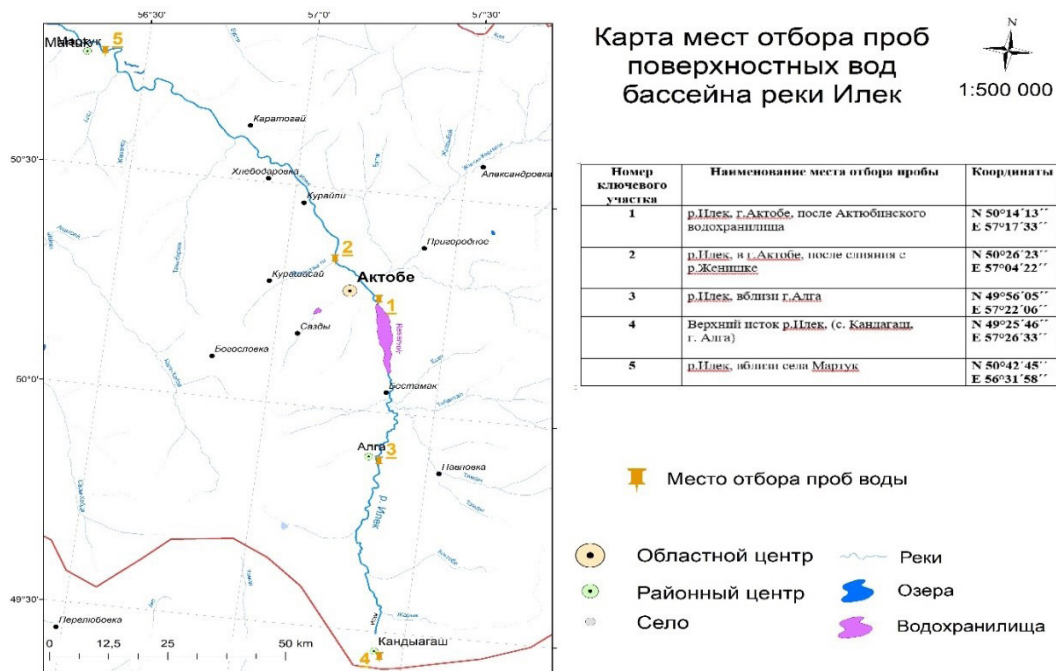 56°30'
57°0'
57°30'
Мартук
5
Каратогай
50°30'
Хлебодаровка
Александровка
Курайли
Пригородное
2
Курашасай
Актобе
1
Сазды
Богословка
50°0'
Бестамак
Алга
3
Павловка
р. Илек
49°30'
Перелюбовка
0 12,5 25 50 km
Кандыагаш
4
Карта мест отбора проб
поверхностных вод
бассейна реки Илек
N
1:500 000
Номер ключевого участка Наименование места отбора пробы Координаты
1 р.Илек, г.Актобе, после Актюбинского водохранилища N 50°14´13´´ E 57°17´33´´
2 р.Илек, в г.Актобе, после слияния с р.Женишке N 50°26´23´´ E 57°04´22´´
3 р.Илек, вблизи г.Алга N 49°56´05´´ E 57°22´06´´
4 Верхний исток р.Илек, (с. Кандагаш, г. Алга) N 49°25´46´´ E 57°26´33´´
5 р.Илек, вблизи села Мартук N 50°42´45´´ E 56°31´58´´
Место отбора проб воды
Областной центр
Районный центр
Село
Реки
Озера
Водохранилища